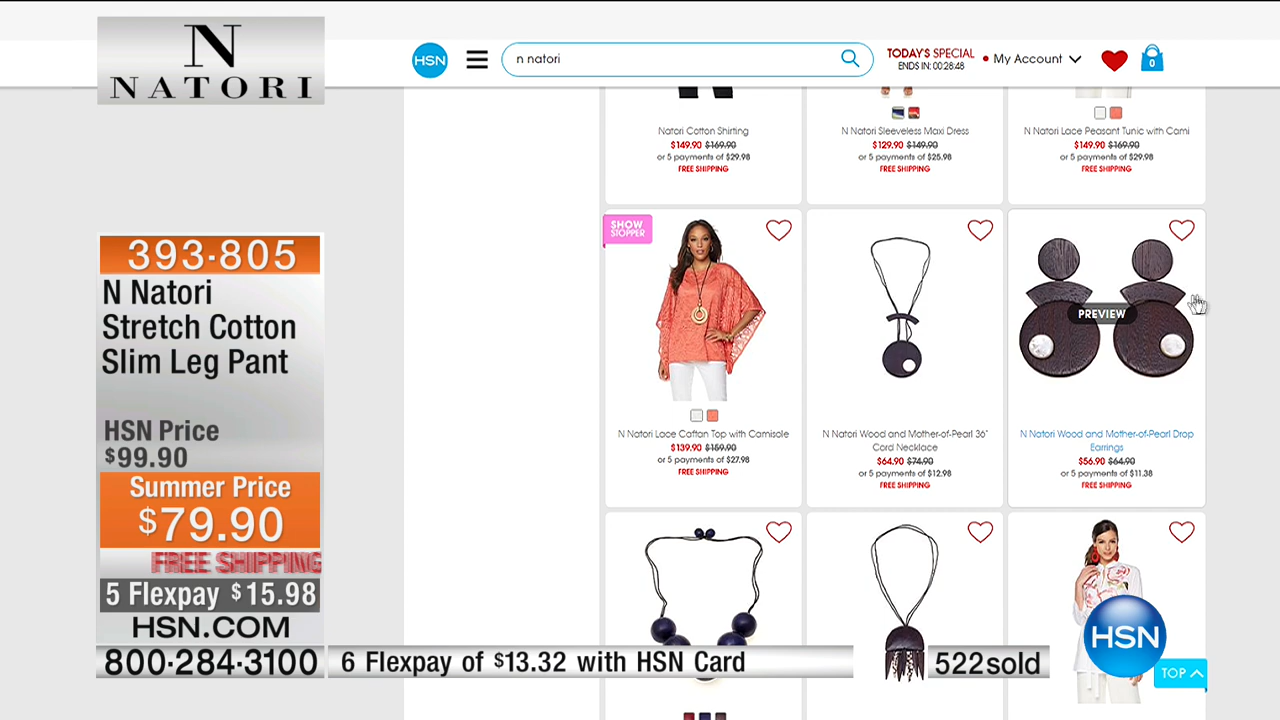 N
NATORI
HSN
n natori
TODAY'S SPECIAL
ENDS IN: 00:28:48
My Account
0
Natori Cotton Shirting
$149.90 $169.90
or 5 payments of $29.98
FREE SHIPPING
N Natori Sleeveless Maxi Dress
$129.90 $149.90
or 5 payments of $25.98
FREE SHIPPING
N Natori Lace Peasant Tunic with Cami
$149.90 $169.90
or 5 payments of $29.98
FREE SHIPPING
393-805
N Natori
Stretch Cotton
Slim Leg Pant
HSN Price
$99.90
Summer Price
$79.90
FREE SHIPPING
5 Flexpay $15.98
HSN.COM
800-284-3100
SHOW
STOPPER
N Natori Lace Caftan Top with Camisole
$139.90 $159.90
or 5 payments of $27.98
FREE SHIPPING
N Natori Wood and Mother-of-Pearl 36"
Cord Necklace
$64.90 $74.90
or 5 payments of $12.98
FREE SHIPPING
PREVIEW
N Natori Wood and Mother-of-Pearl Drop
Earrings
$56.90 $64.90
or 5 payments of $11.38
FREE SHIPPING
HSN
TOP
6 Flexpay of $13.32 with HSN Card
522 sold